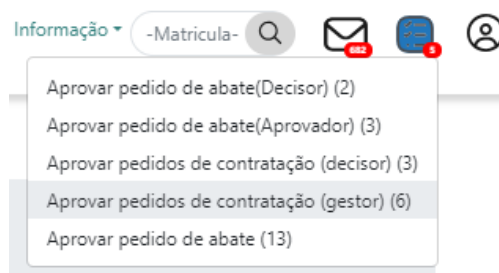 Informação
-Matricula-
682
5
Aprovar pedido de abate(Decisor) (2)
Aprovar pedido de abate(Aprovador) (3)
Aprovar pedidos de contratação (decisor) (3)
Aprovar pedidos de contratação (gestor) (6)
Aprovar pedido de abate (13)